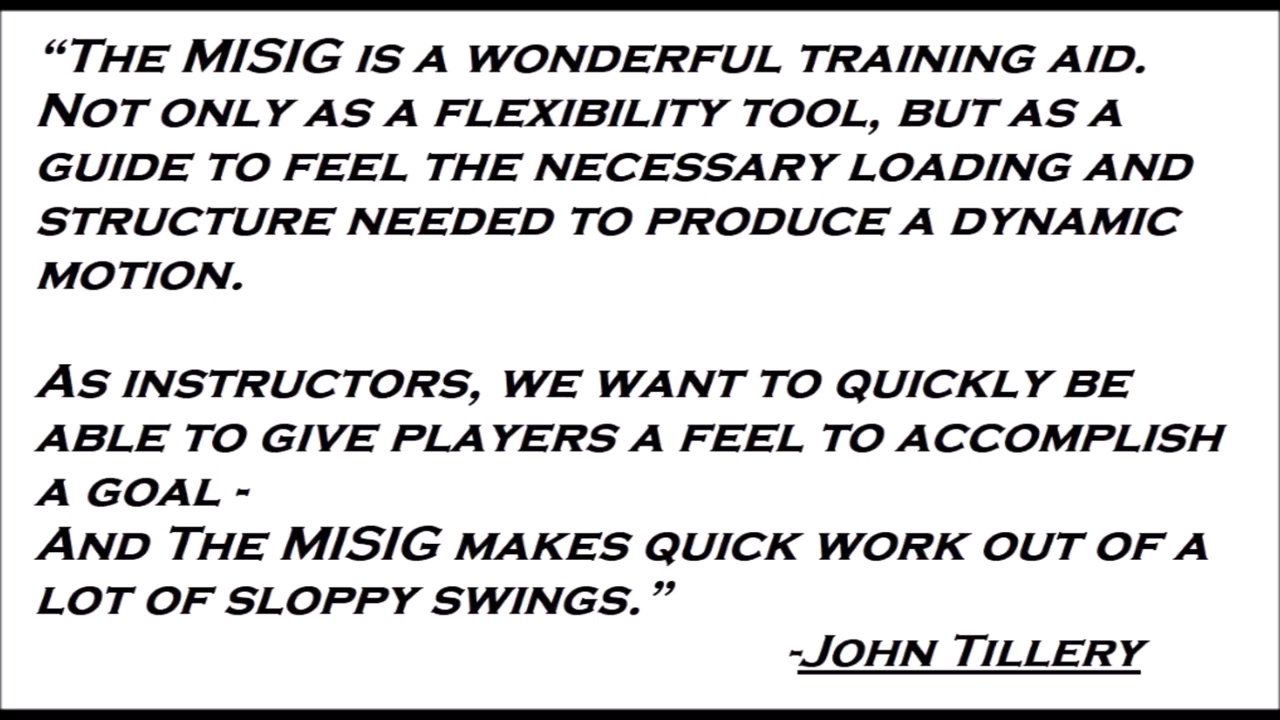 “The MISIG is a wonderful training aid.
Not only as a flexibility tool, but as a
guide to feel the necessary loading and
structure needed to produce a dynamic
motion.
As instructors, we want to quickly be
able to give players a feel to accomplish
a goal -
And The MISIG makes quick work out of a
lot of sloppy swings.”
-John Tillery